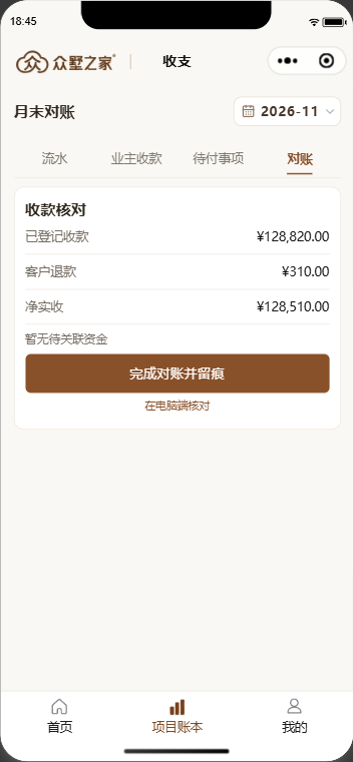 18:45
众墅之家
收支
月末对账
2026-11
流水 业主收款 待付事项 对账
收款核对
已登记收款 ¥128,820.00
客户退款 ¥310.00
净实收 ¥128,510.00
暂无待关联资金
完成对账并留痕
在电脑端核对
首页 项目账本 我的